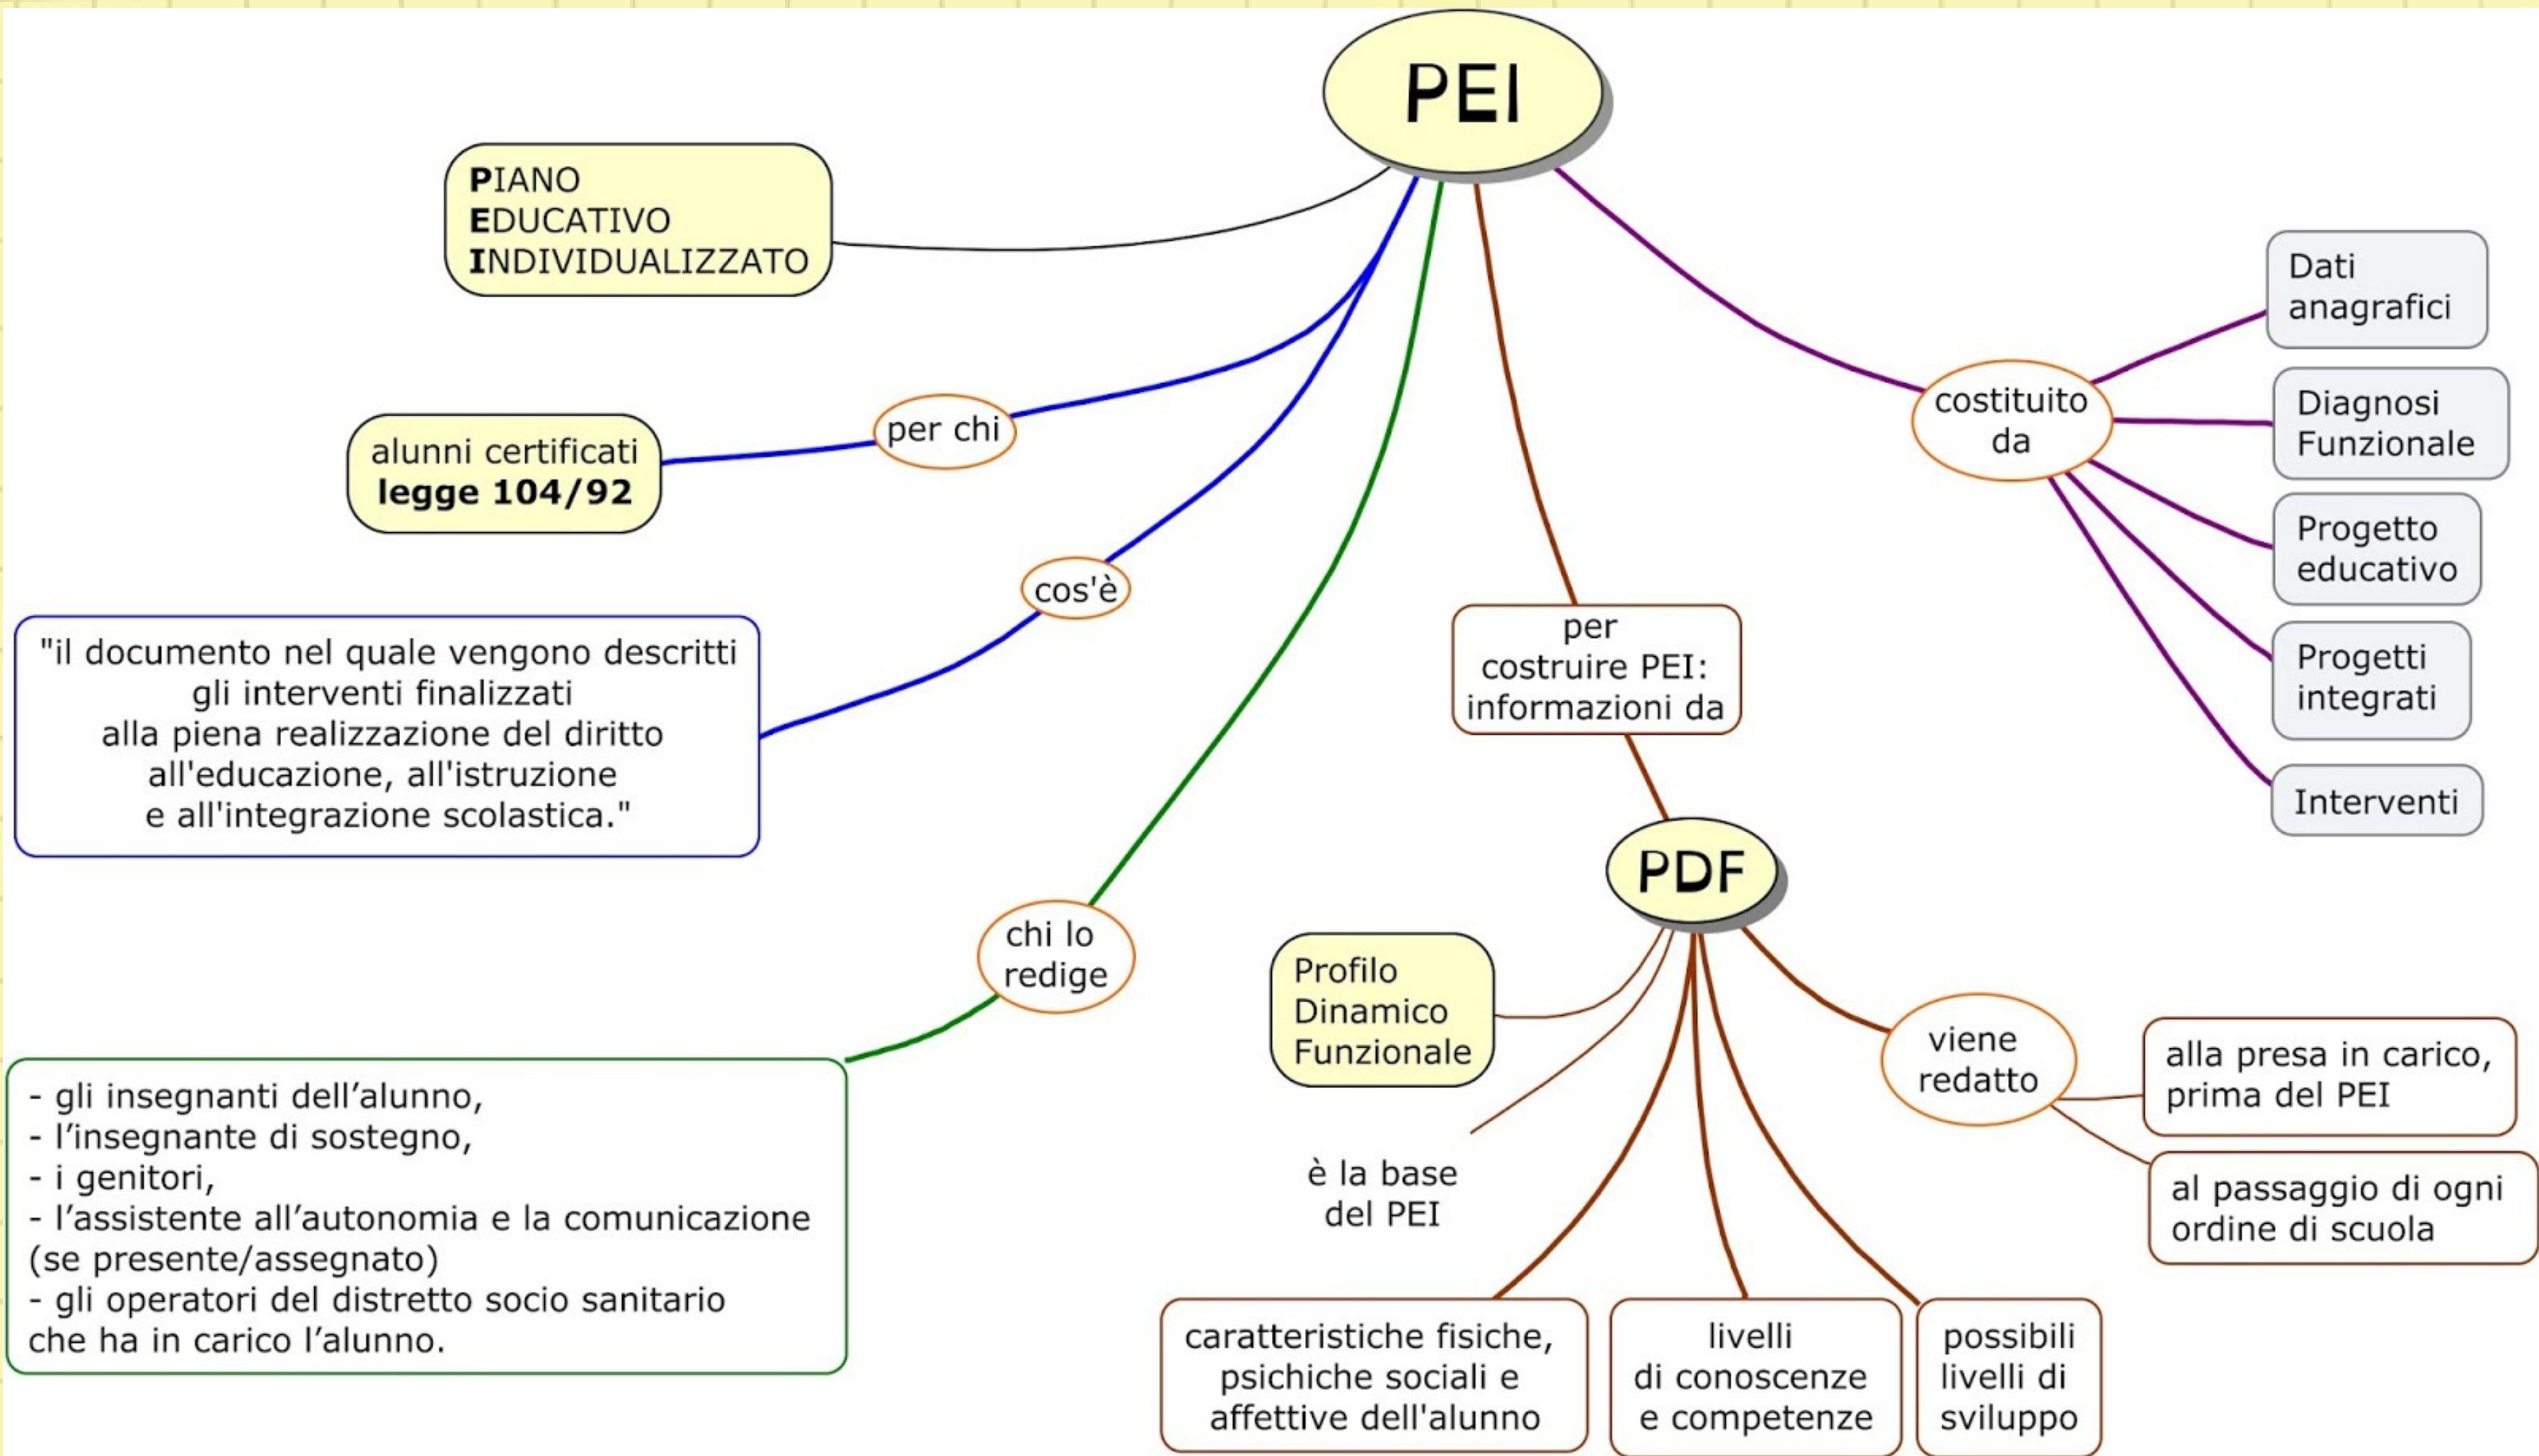 PEI
PIANO
EDUCATIVO
INDIVIDUALIZZATO
per chi
alunni certificati
legge 104/92
cos'è
"il documento nel quale vengono descritti
gli interventi finalizzati
alla piena realizzazione del diritto
all'educazione, all'istruzione
e all'integrazione scolastica."
chi lo
redige
- gli insegnanti dell’alunno,
- l’insegnante di sostegno,
- i genitori,
- l’assistente all’autonomia e la comunicazione
(se presente/assegnato)
- gli operatori del distretto socio sanitario
che ha in carico l’alunno.
per
costruire PEI:
informazioni da
PDF
Profilo
Dinamico
Funzionale
è la base
del PEI
caratteristiche fisiche,
psichiche sociali e
affettive dell'alunno
livelli
di conoscenze
e competenze
possibili
livelli di
sviluppo
viene
redatto
alla presa in carico,
prima del PEI
al passaggio di ogni
ordine di scuola
costituito
da
Dati
anagrafici
Diagnosi
Funzionale
Progetto
educativo
Progetti
integrati
Interventi